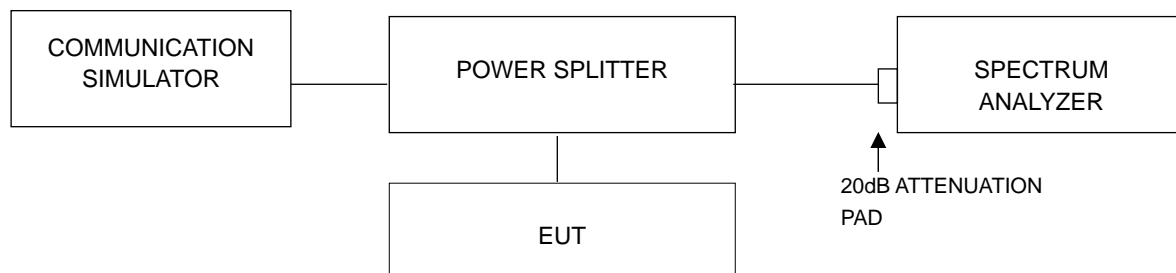 COMMUNICATION
SIMULATOR
POWER SPLITTER
SPECTRUM
ANALYZER
20dB ATTENUATION
PAD
EUT